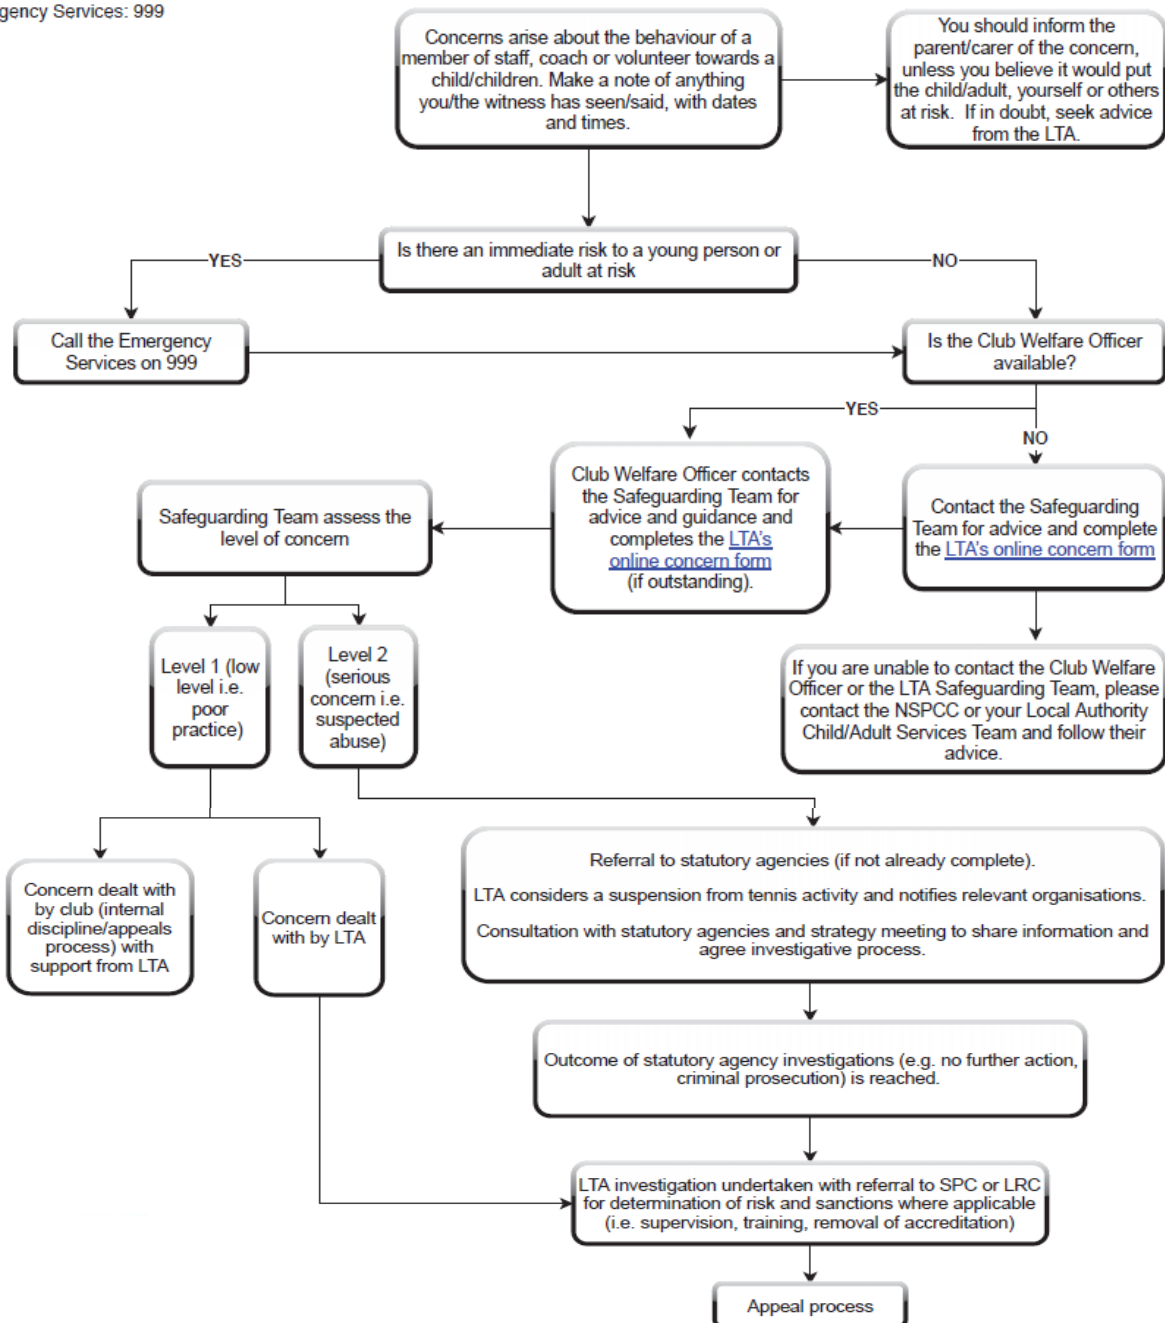 gency Services: 999
Concerns arise about the behaviour of a
member of staff, coach or volunteer towards a
child/children. Make a note of anything
you/the witness has seen/said, with dates
and times.
You should inform the
parent/carer of the concern,
unless you believe it would put
the child/adult, yourself or others
at risk. If in doubt, seek advice
from the LTA.
Is there an immediate risk to a young person or
adult at risk
YES
NO
Call the Emergency
Services on 999
Is the Club Welfare Officer
available?
YES
NO
Club Welfare Officer contacts
the Safeguarding Team for
advice and guidance and
completes the LTA's
online concern form
(if outstanding).
Contact the Safeguarding
Team for advice and complete
the LTA's online concern form
Safeguarding Team assess the
level of concern
Level 1 (low
level i.e.
poor
practice)
Level 2
(serious
concern i.e.
suspected
abuse)
If you are unable to contact the Club Welfare
Officer or the LTA Safeguarding Team, please
contact the NSPCC or your Local Authority
Child/Adult Services Team and follow their
advice.
Concern dealt with
by club (internal
discipline/appeals
process) with
support from LTA
Concern dealt
with by LTA
Referral to statutory agencies (if not already complete).
LTA considers a suspension from tennis activity and notifies relevant organisations.
Consultation with statutory agencies and strategy meeting to share information and
agree investigative process.
Outcome of statutory agency investigations (e.g. no further action,
criminal prosecution) is reached.
LTA investigation undertaken with referral to SPC or LRC
for determination of risk and sanctions where applicable
(i.e. supervision, training, removal of accreditation)
Appeal process